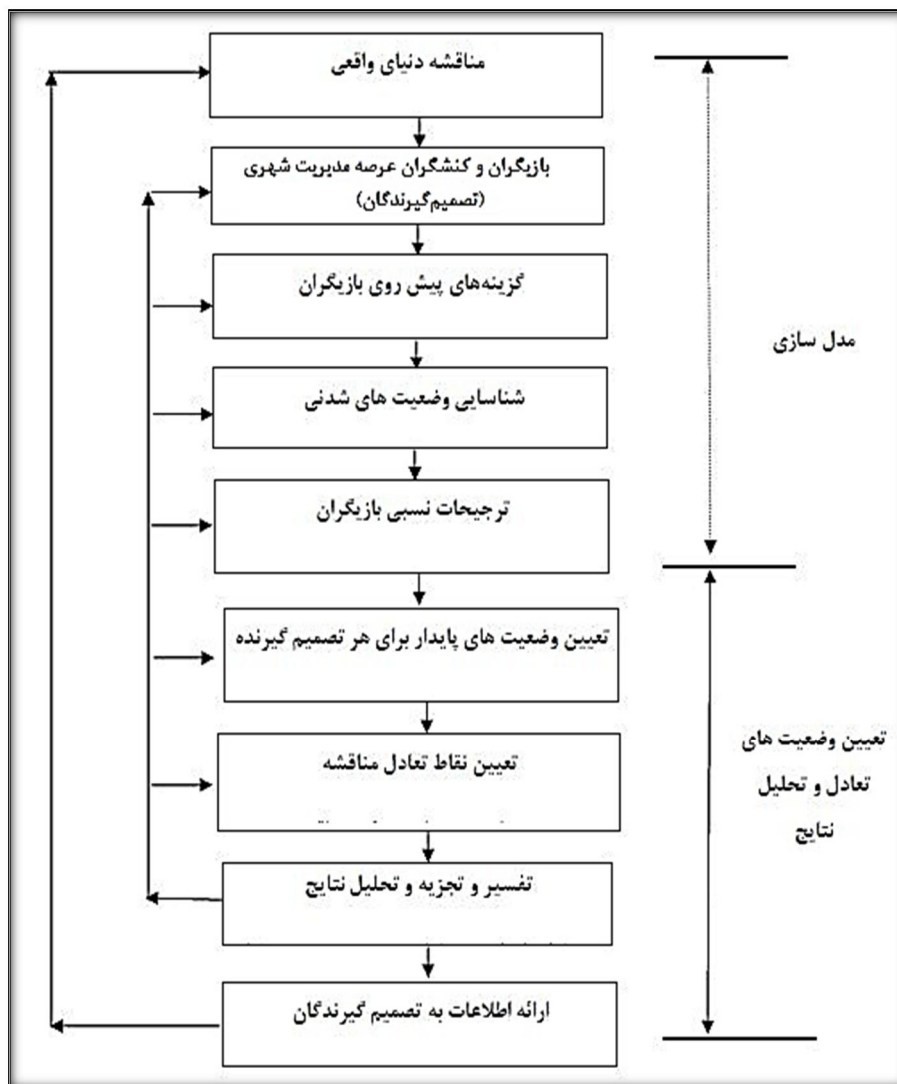 مناقشه دنیای واقعی
بازیگران و کنشگران عرصه مدیریت شهری
(تصمیم‌گیرندگان)
گزینه‌های پیش روی بازیگران
شناسایی وضعیت های شدنی
ترجیحات نسبی بازیگران
مدل سازی
تعیین وضعیت های پایدار برای هر تصمیم گیرنده
تعیین نقاط تعادل مناقشه
تفسیر و تجزیه و تحلیل نتایج
ارائه اطلاعات به تصمیم گیرندگان
تعیین وضعیت های
تعادل و تحلیل
نتایج